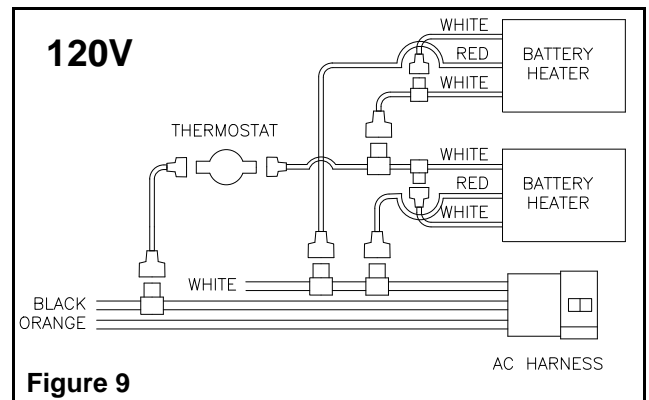 120V
WHITE
RED
WHITE
BATTERY
HEATER
THERMOSTAT
WHITE
RED
WHITE
BATTERY
HEATER
WHITE
BLACK
ORANGE
AC HARNESS
Figure 9